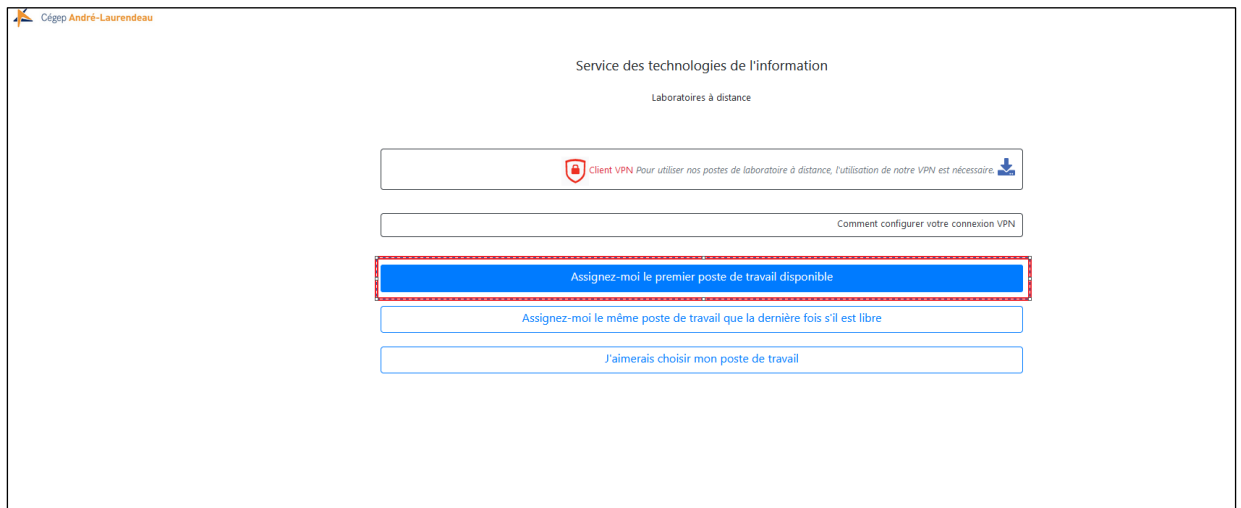 Cégep André-Laurendeau
Service des technologies de l'information
Laboratoires à distance
Client VPN Pour utiliser nos postes de laboratoire à distance, l'utilisation de notre VPN est nécessaire.
Comment configurer votre connexion VPN
Assignez-moi le premier poste de travail disponible
Assignez-moi le même poste de travail que la dernière fois s'il est libre
J'aimerais choisir mon poste de travail